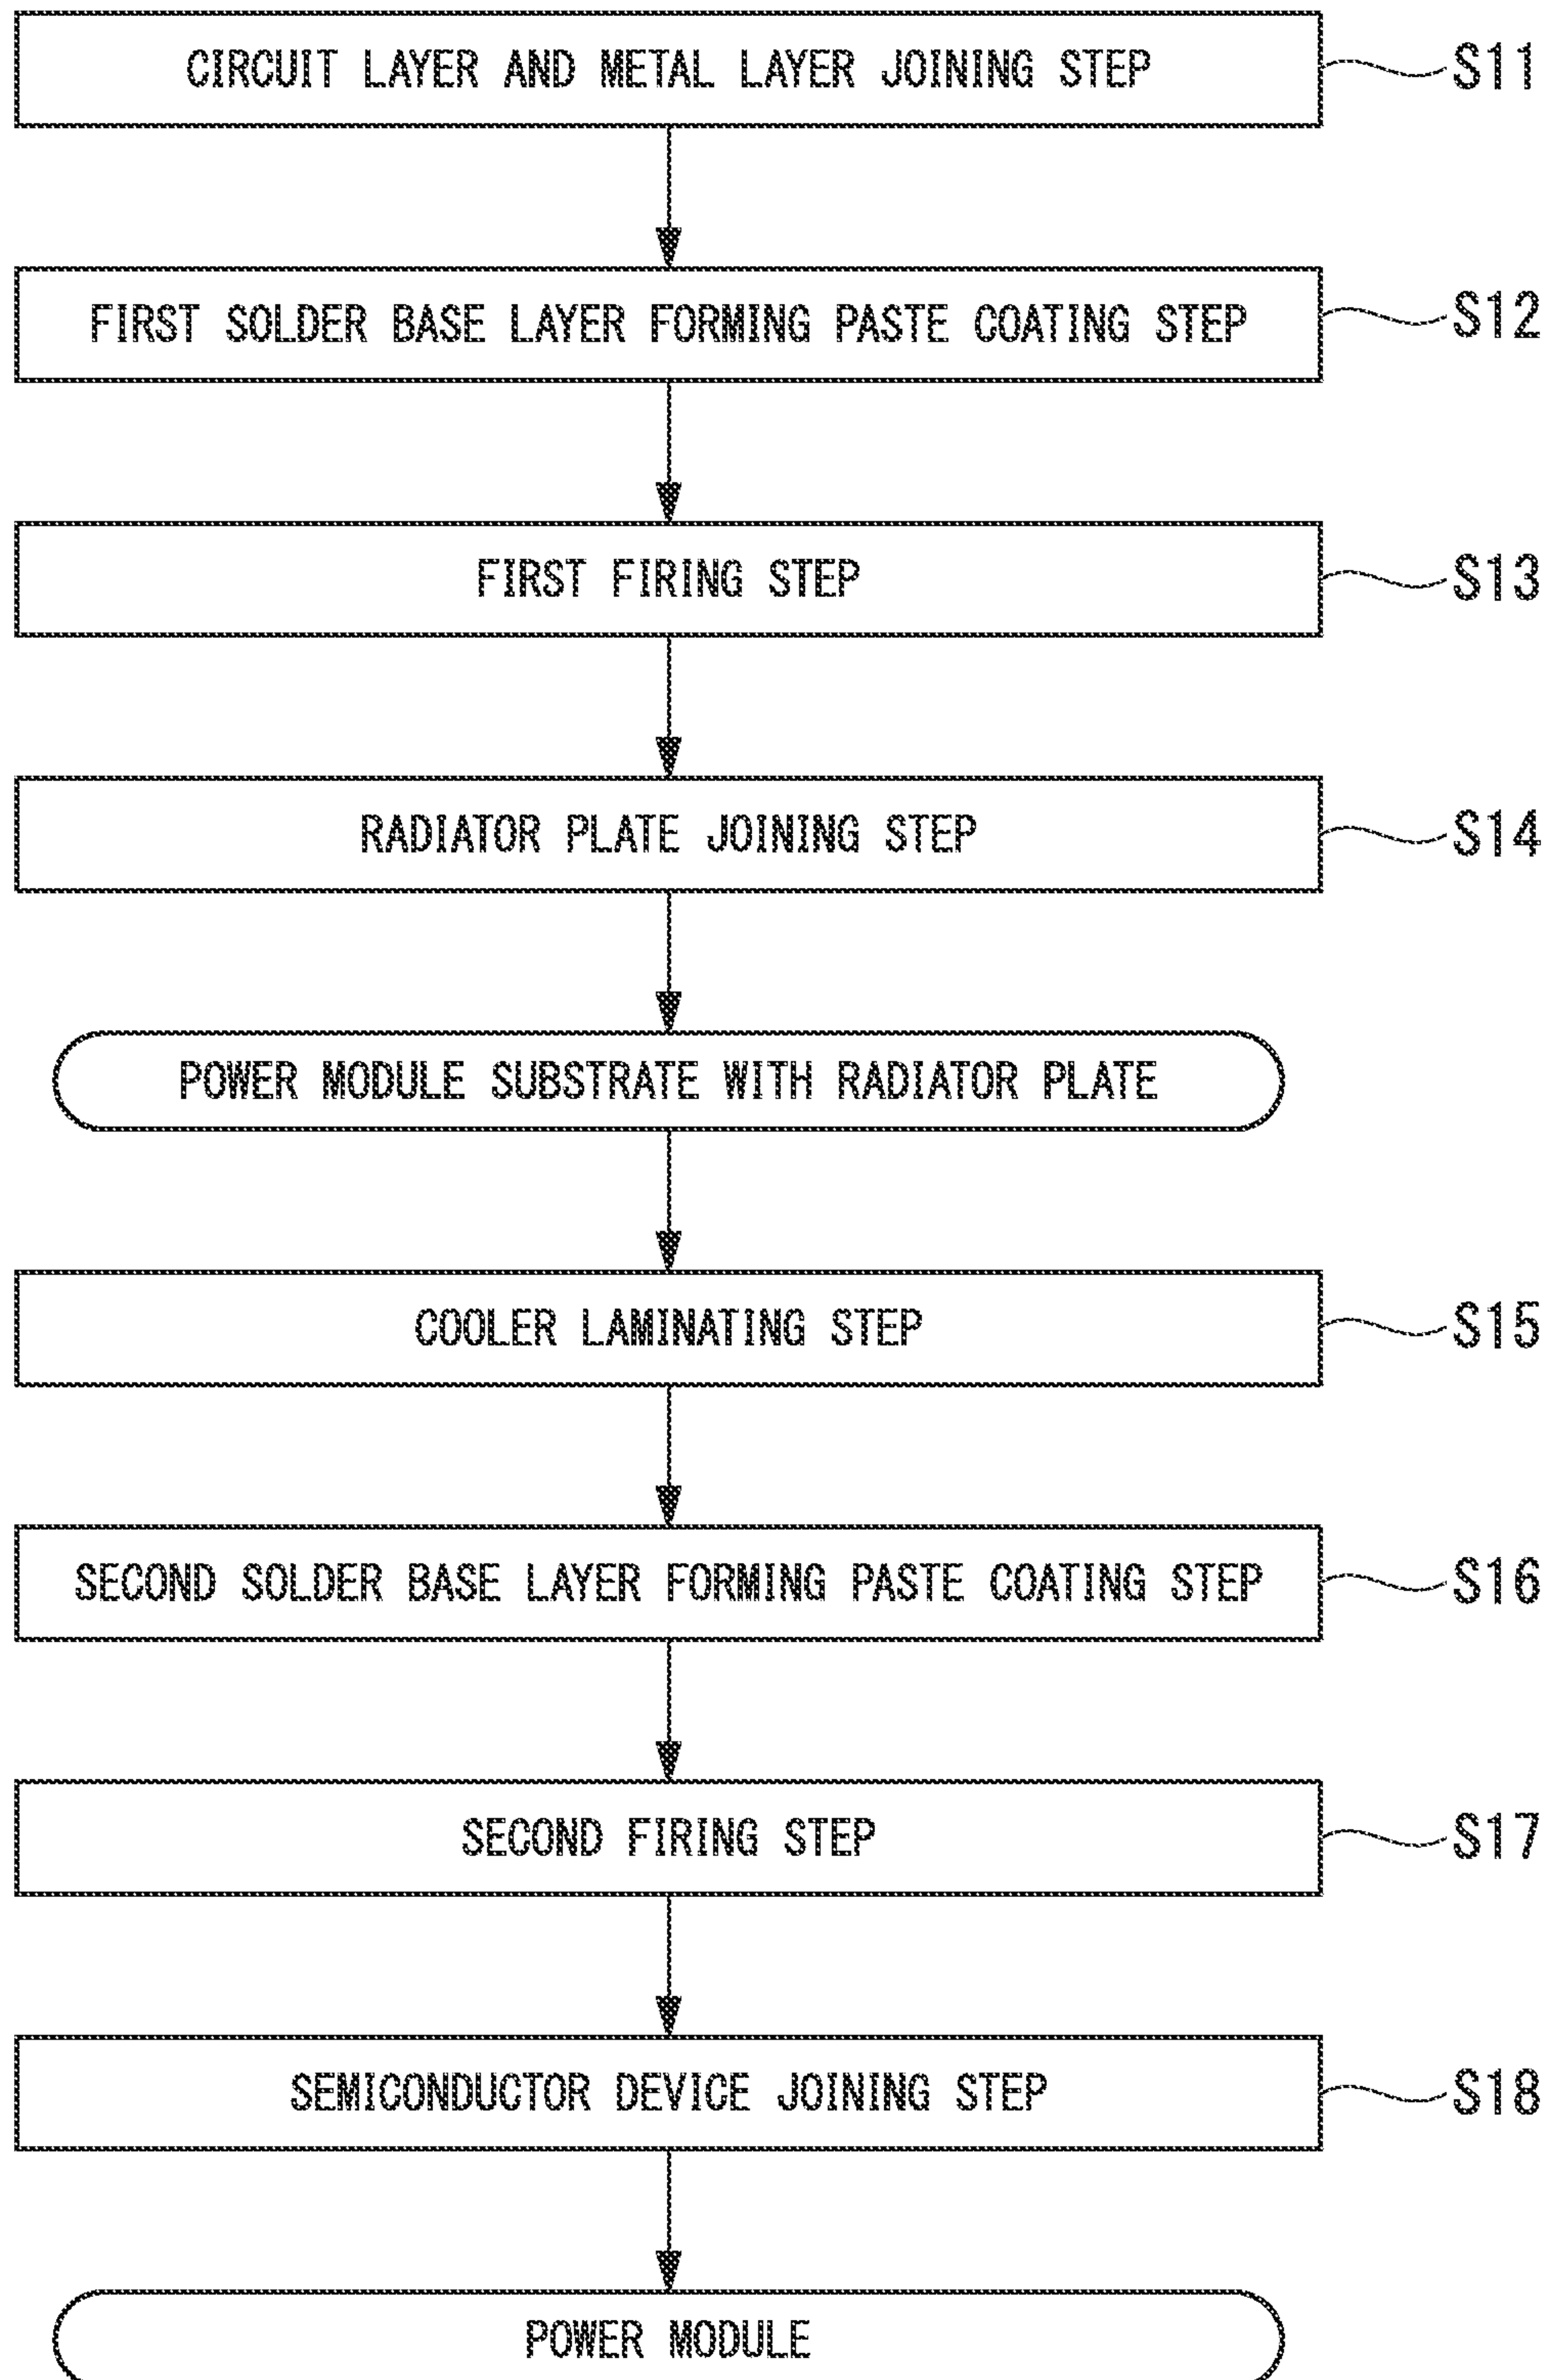 CIRCUIT LAYER AND METAL LAYER JOINING STEP S11
FIRST SOLDER BASE LAYER FORMING PASTE COATING STEP S12
FIRST FIRING STEP S13
RADIATOR PLATE JOINING STEP S14
POWER MODULE SUBSTRATE WITH RADIATOR PLATE
COOLER LAMINATING STEP S15
SECOND SOLDER BASE LAYER FORMING PASTE COATING STEP S16
SECOND FIRING STEP S17
SEMICONDUCTOR DEVICE JOINING STEP S18
POWER MODULE